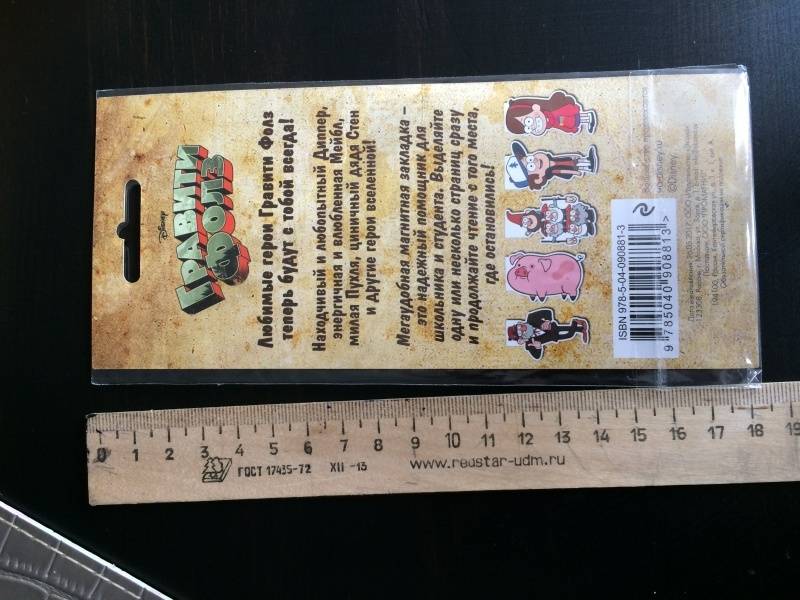 Disney
ГРАВИТИ
ФОЛЗ
Любимые герои Гравити Фолз
теперь будут с тобой всегда!
Находчивый и любопытный Диппер,
энергичная и влюбленная Мейбл,
милая Пухля, циничный дядя Стен
и другие герои вселенной!
Мегаудобная магнитная закладка –
это надежный помощник для
школьника и студента. Выделяйте
одну или несколько страниц сразу
и продолжайте чтение с того места,
где остановились!
ISBN 978-5-04-090881-3
9 785040 908813 >
©Disney
0 1 2 3 4 5 6 7 8 9 10 11 12 13 14 15 16 17 18 19
ГОСТ 17435-72 XII -13
www.redstar-udm.ru